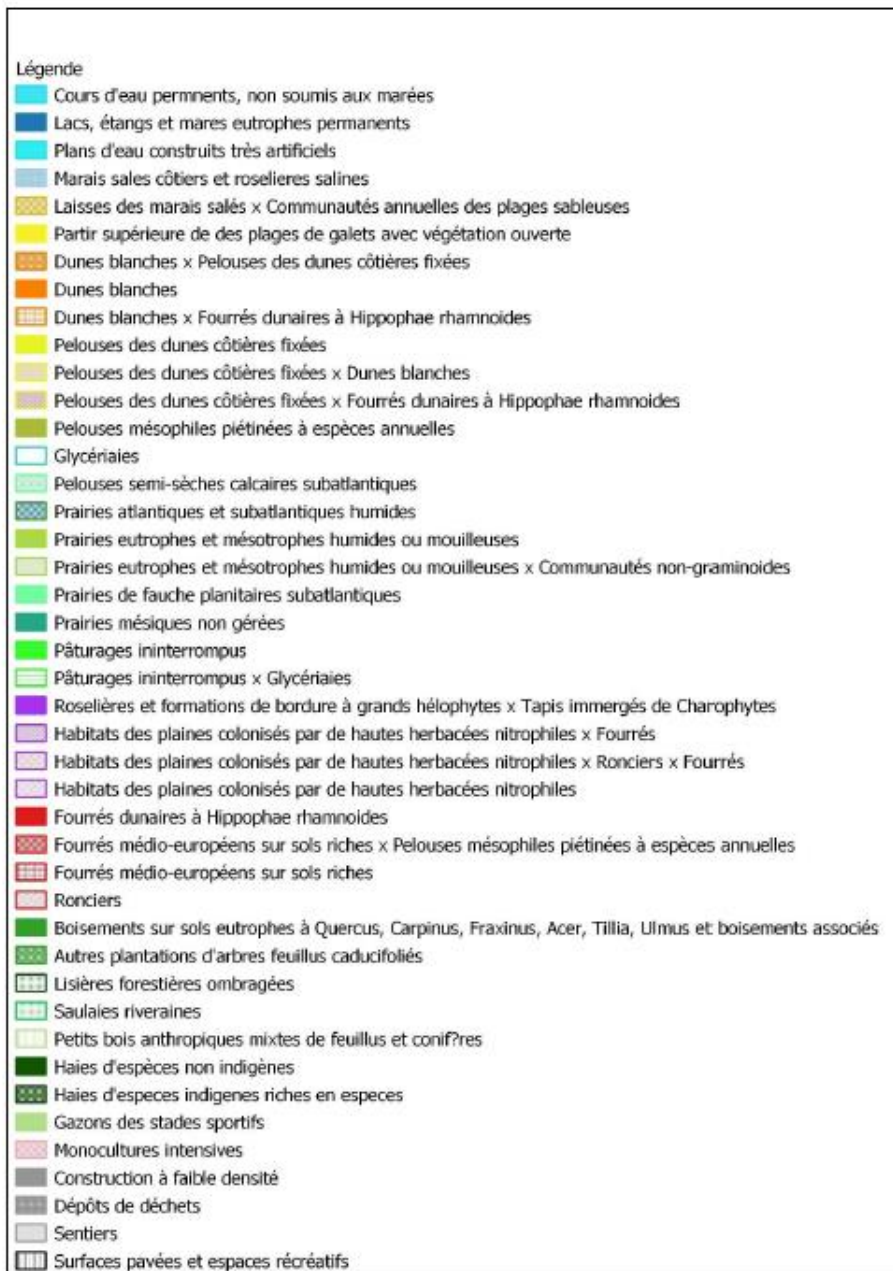 Légende
Cours d'eau permnents, non soumis aux marées
Lacs, étangs et mares eutrophes permanents
Plans d'eau construits très artificiels
Marais sales côtiers et roselieres salines
Laisses des marais salés x Communautés annuelles des plages sableuses
Partir supérieure de des plages de galets avec végétation ouverte
Dunes blanches x Pelouses des dunes côtières fixées
Dunes blanches
Dunes blanches x Fourrés dunaires à Hippophae rhamnoides
Pelouses des dunes côtières fixées
Pelouses des dunes côtières fixées x Dunes blanches
Pelouses des dunes côtières fixées x Fourrés dunaires à Hippophae rhamnoides
Pelouses mésophiles piétinées à espèces annuelles
Glycériaies
Pelouses semi-sèches calcaires subatlantiques
Prairies atlantiques et subatlantiques humides
Prairies eutrophes et mésotrophes humides ou mouilleuses
Prairies eutrophes et mésotrophes humides ou mouilleuses x Communautés non-graminoides
Prairies de fauche planitaires subatlantiques
Prairies mésiques non gérées
Pâturages ininterrompus
Pâturages ininterrompus x Glycériaies
Roselières et formations de bordure à grands hélophytes x Tapis immergés de Charophytes
Habitats des plaines colonisés par de hautes herbacées nitrophiles x Fourrés
Habitats des plaines colonisés par de hautes herbacées nitrophiles x Ronciers x Fourrés
Habitats des plaines colonisés par de hautes herbacées nitrophiles
Fourrés dunaires à Hippophae rhamnoides
Fourrés médio-européens sur sols riches x Pelouses mésophiles piétinées à espèces annuelles
Fourrés médio-européens sur sols riches
Ronciers
Boisements sur sols eutrophes à Quercus, Carpinus, Fraxinus, Acer, Tillia, Ulmus et boisements associés
Autres plantations d'arbres feuillus caducifoliés
Lisières forestières ombragées
Saulaies riveraines
Petits bois anthropiques mixtes de feuillus et conif?res
Haies d'espèces non indigènes
Haies d'especes indigenes riches en especes
Gazons des stades sportifs
Monocultures intensives
Construction à faible densité
Dépôts de déchets
Sentiers
Surfaces pavées et espaces récréatifs